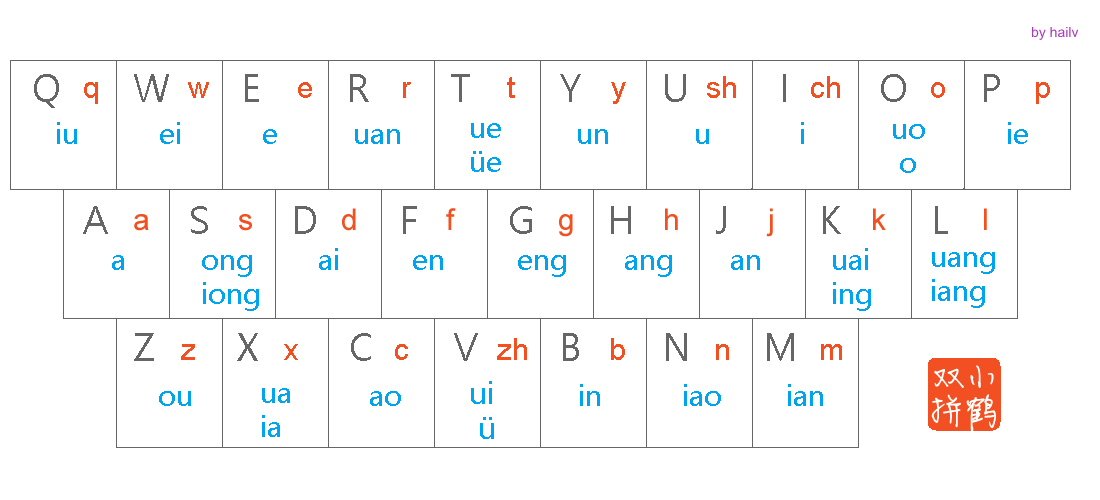 by hailv
Q q W w E e R r T t Y y U sh I ch O o P p
iu ei e uan ue un u i uo ie
üe o
A a S s D d F f G g H h J j K k L l
a ong ai en eng ang an uai uang
iong ing iang
Z z X x C c V zh B b N n M m
ou ua ao ui in iao ian
ia ü
双小
拼鹤